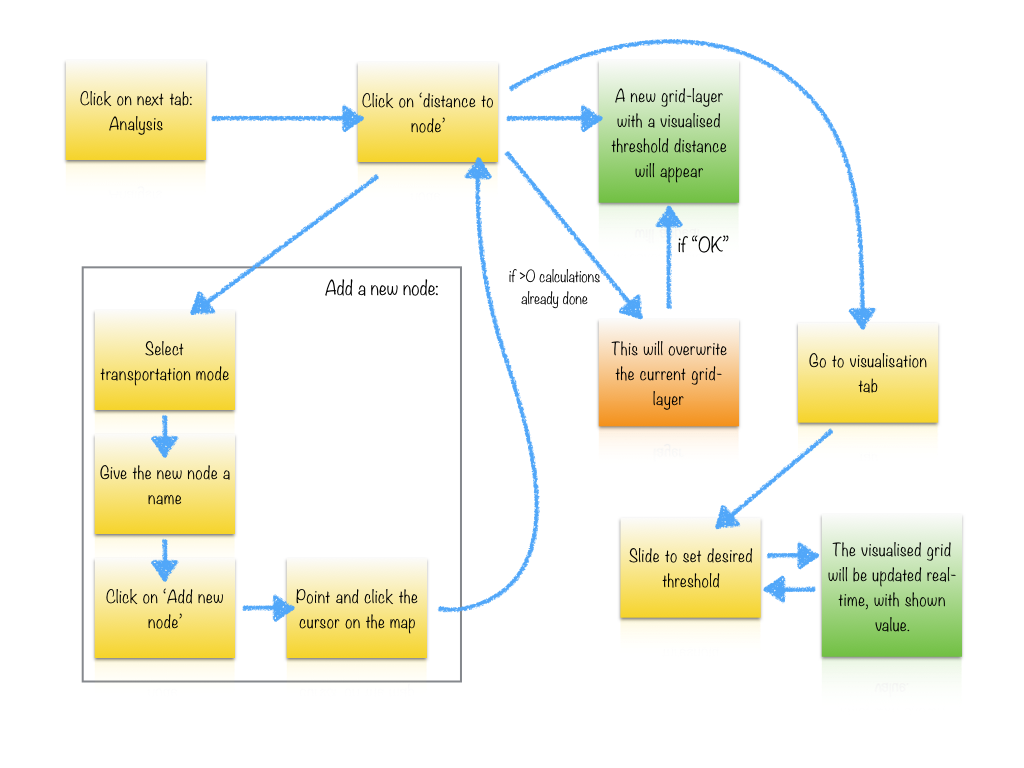 Click on next tab:
Analysis
Click on ‘distance to
node’
A new grid-layer
with a visualised
threshold distance
will appear
if “OK”
if >0 calculations
already done
Add a new node:
Select
transportation mode
This will overwrite
the current grid-
layer
Go to visualisation
tab
Give the new node a
name
Click on ‘Add new
node’
Point and click the
cursor on the map
Slide to set desired
threshold
The visualised grid
will be updated real-
time, with shown
value.